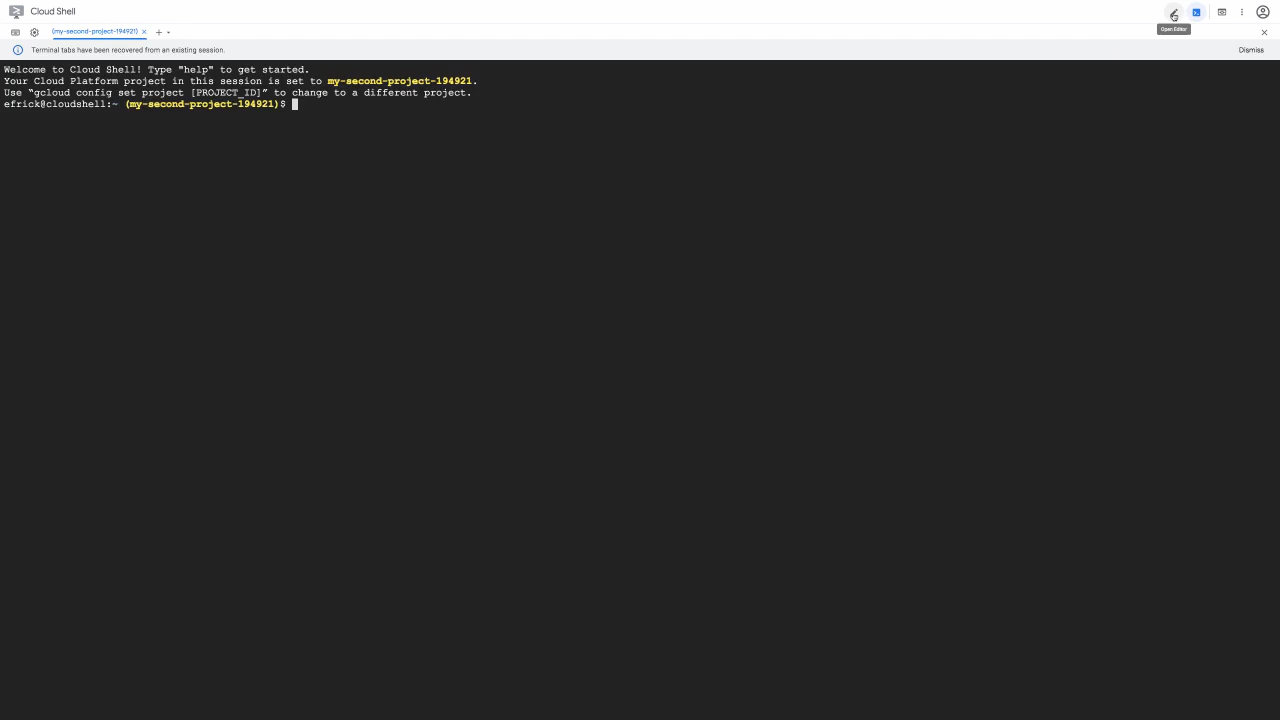 Cloud Shell
(my-second-project-194921)
Open Editor
Terminal tabs have been recovered from an existing session.
Dismiss
Welcome to Cloud Shell! Type "help" to get started.
Your Cloud Platform project in this session is set to my-second-project-194921.
Use “gcloud config set project [PROJECT_ID]” to change to a different project.
efrick@cloudshell:~ (my-second-project-194921)$